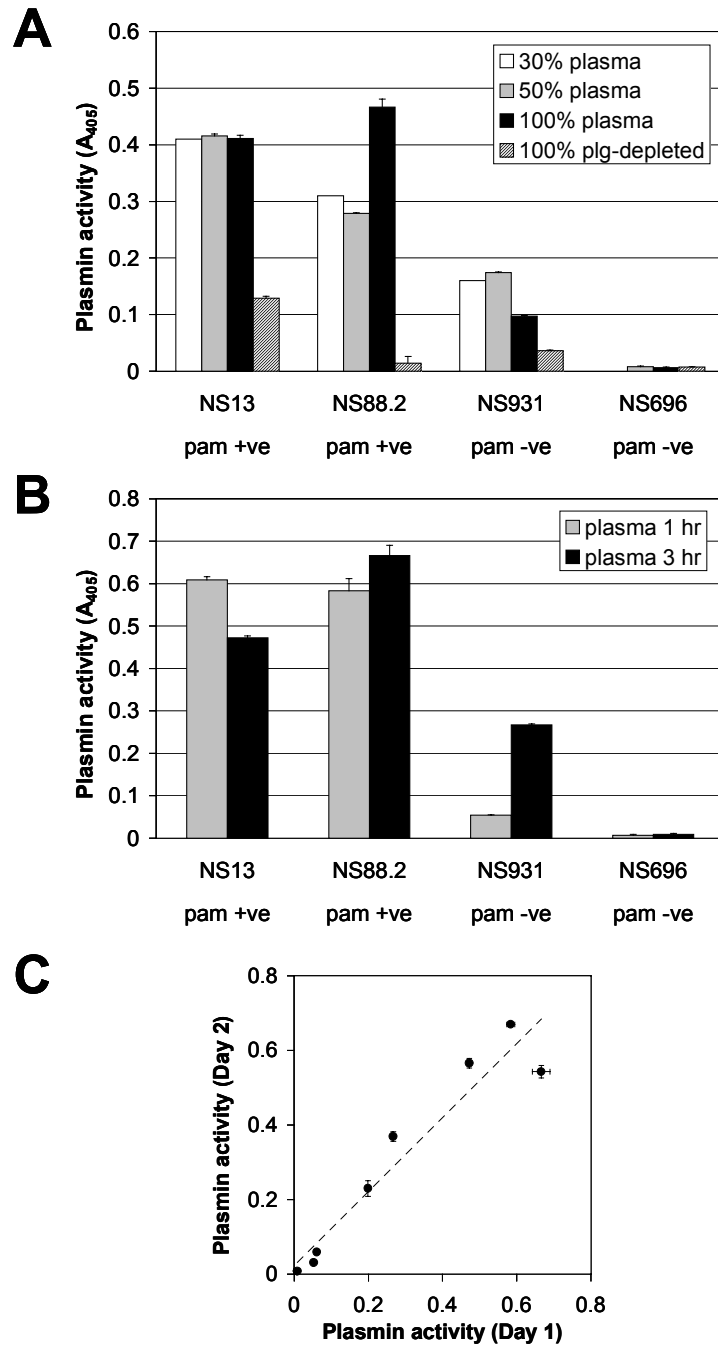 A
0.6
0.5
0.4
0.3
0.2
0.1
0
Plasmin activity (A405)
30% plasma
50% plasma
100% plasma
100% plg-depleted
NS13 NS88.2 NS931 NS696
pam +ve pam +ve pam -ve pam -ve
B
0.8
0.7
0.6
0.5
0.4
0.3
0.2
0.1
0
Plasmin activity (A405)
plasma 1 hr
plasma 3 hr
NS13 NS88.2 NS931 NS696
pam +ve pam +ve pam -ve pam -ve
C
0.8
0.6
0.4
0.2
0
Plasmin activity (Day 2)
0 0.2 0.4 0.6 0.8
Plasmin activity (Day 1)